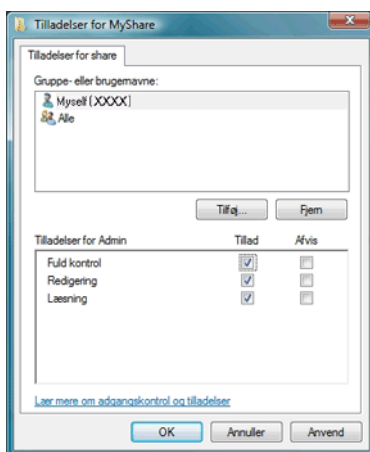 Tilladelser for MyShare
Tilladelser for share
Gruppe- eller brugernavne:
Myself (XXXX)
Alle
Tilføj...
Fjern
Tilladelser for Admin
Tillad
Afvis
Fuld kontrol
Redigering
Læsning
Lær mere om adgangskontrol og tilladelser
OK
Annuller
Anvend